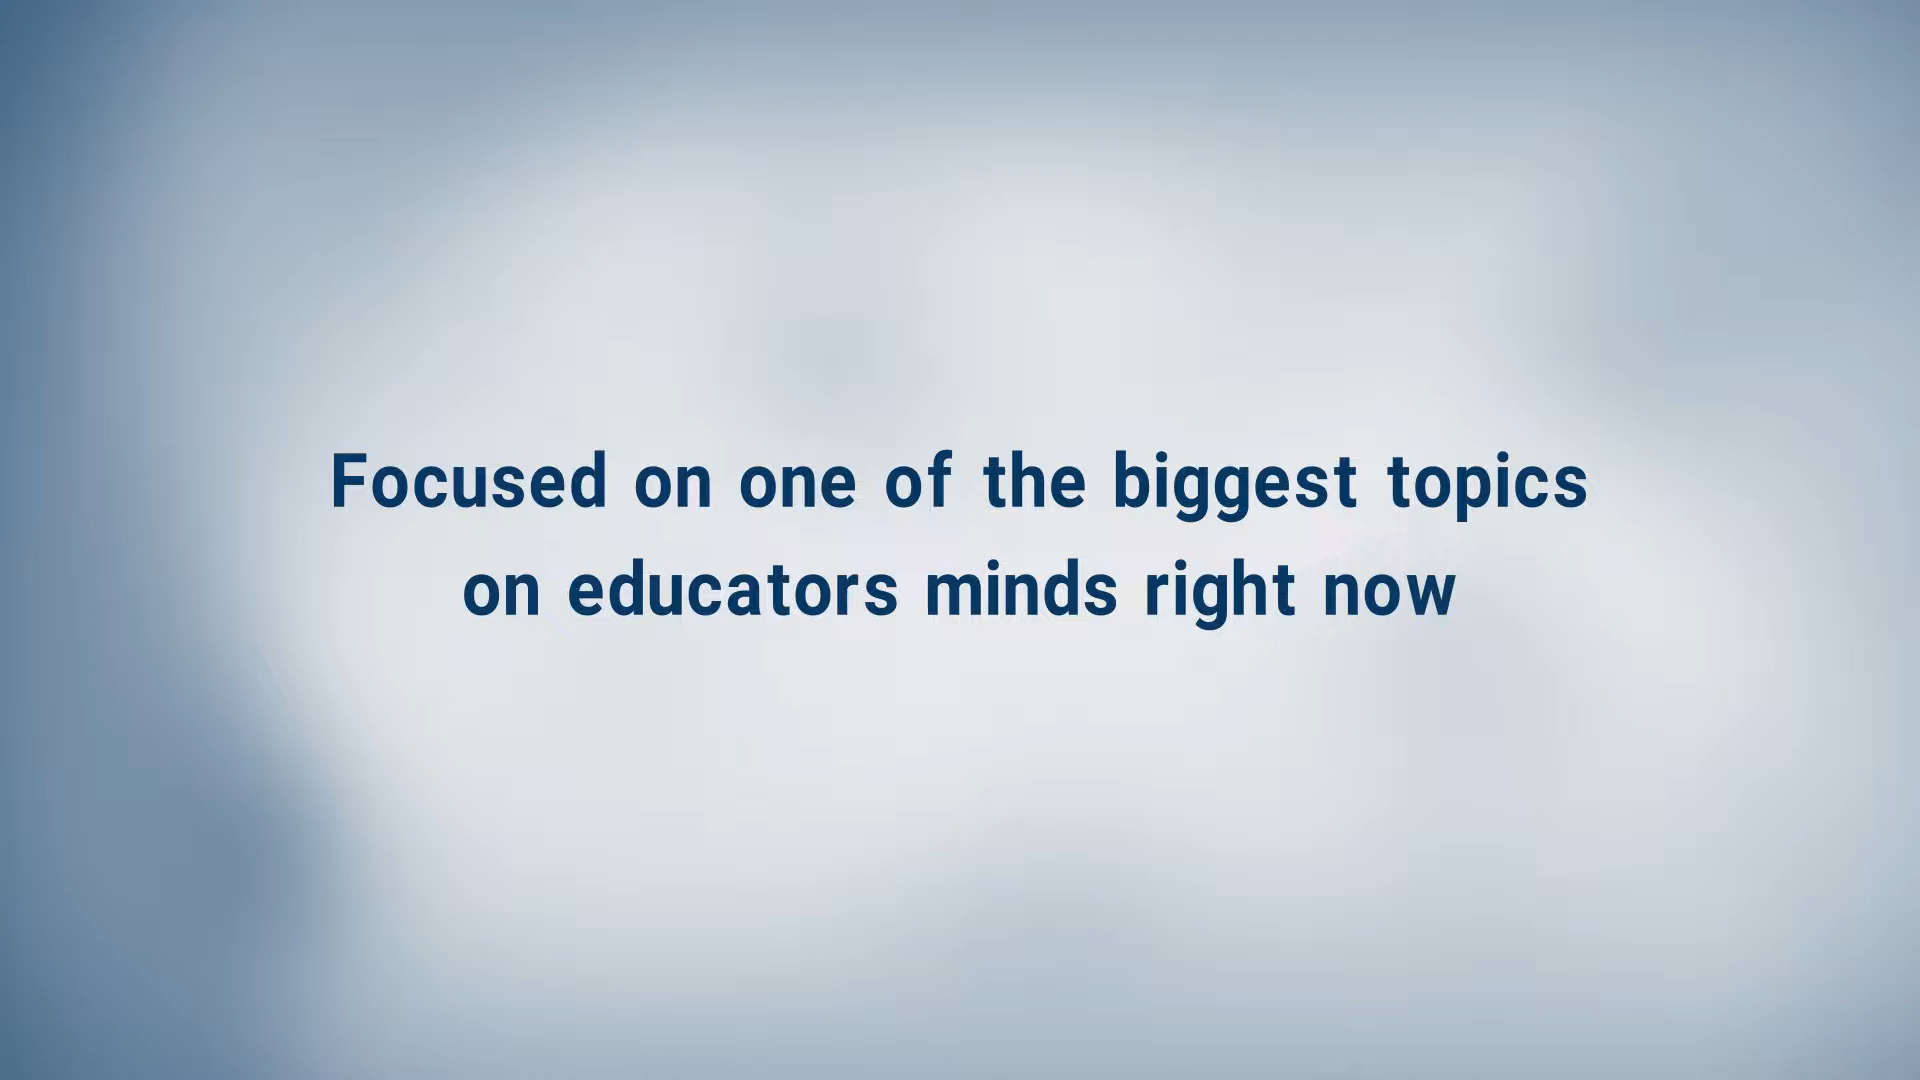 Focused on one of the biggest topics
on educators minds right now